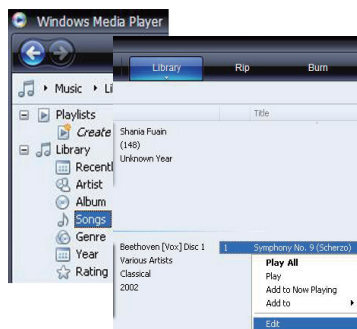 Windows Media Player
Music
Playlists
Create
Library
Artist
Album
Songs
Genre
Year
Rating
Library Rip Burn
Title
Shania Fuain
(148)
Unknown Year
Beethoven [Vox] Disc 1 1 Symphony No. 9 (Scherzo)
Various Artists
Classical
2002
Play All
Play
Add to Now Playing
Add to
Edit